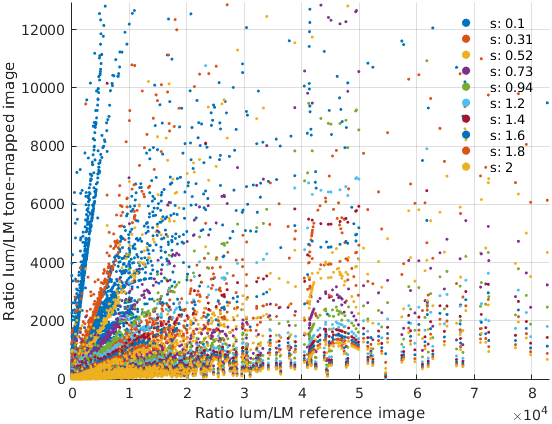 12000
10000
8000
6000
4000
2000
0
Ratio lum/LM tone-mapped image
s: 0.1
s: 0.31
s: 0.52
s: 0.73
s: 0.94
s: 1.2
s: 1.4
s: 1.6
s: 1.8
s: 2
0 1 2 3 4 5 6 7 8
×10⁴
Ratio lum/LM reference image